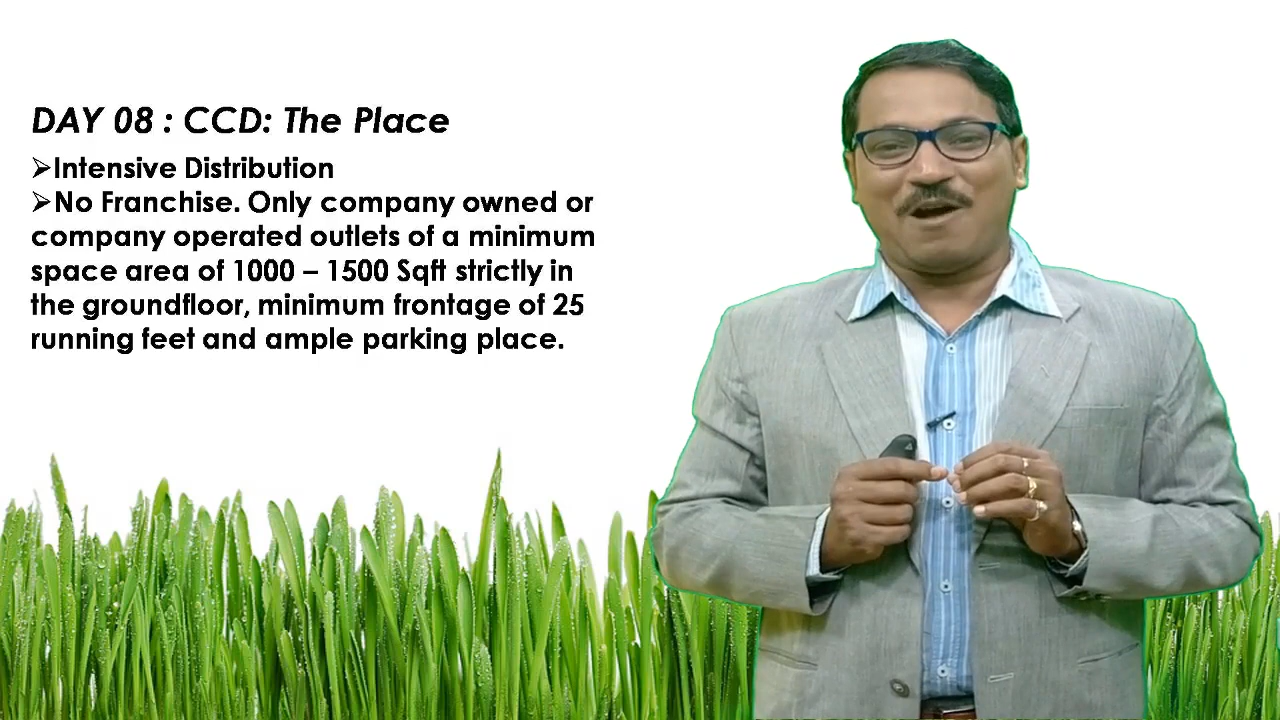 DAY 08 : CCD: The Place
➢Intensive Distribution
➢No Franchise. Only company owned or
company operated outlets of a minimum
space area of 1000 – 1500 Sqft strictly in
the groundfloor, minimum frontage of 25
running feet and ample parking place.